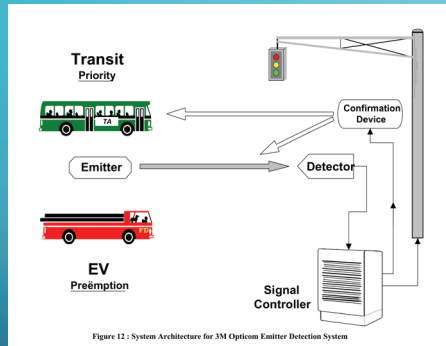 Transit
Priority
TA
Confirmation
Device
Emitter
Detector
FD
EV
Preëmption
Signal
Controller
Figure 12 : System Architecture for 3M Opticom Emitter Detection System